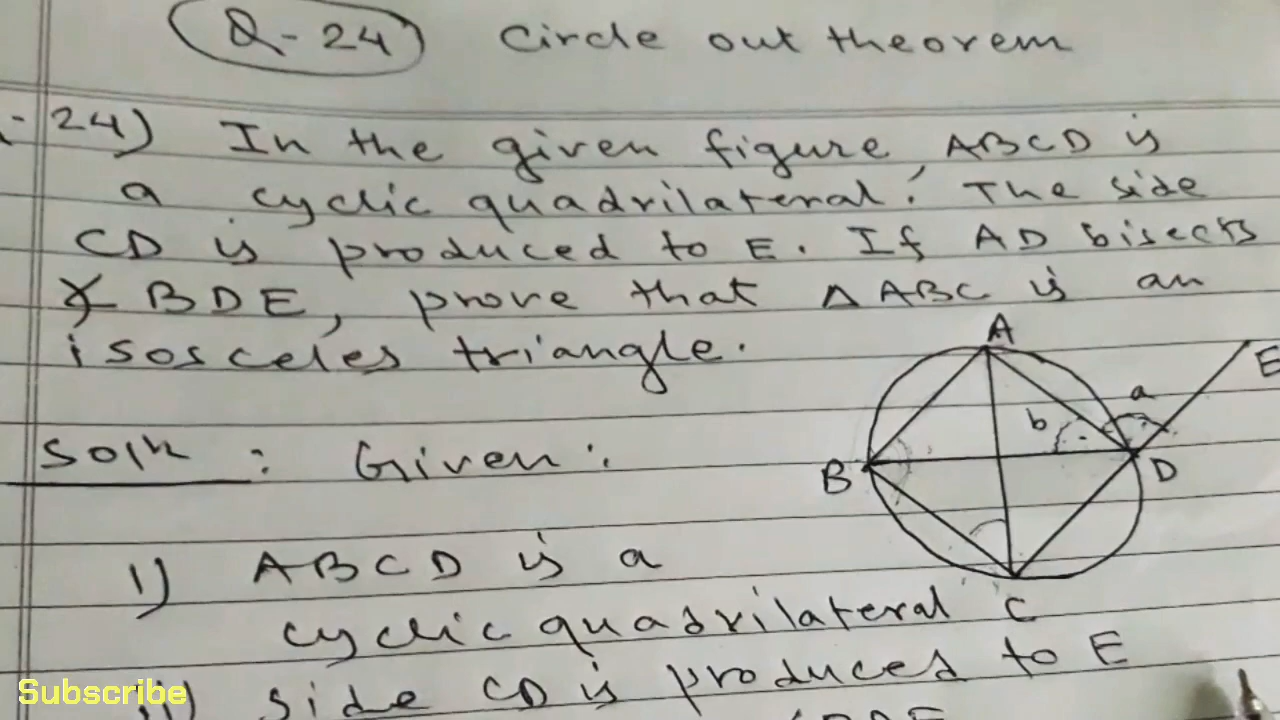 Q-24 Circle out theorem
24) In the given figure, ABCD is
a cyclic quadrilateral. The side
CD is produced to E. If AD bisects
∠BDE, prove that △ABC is an
isosceles triangle.
A
E
a
b
B
D
C
Soln : Given :
1) ABCD is a
cyclic quadrilateral
ii) side CD is produced to E
Subscribe